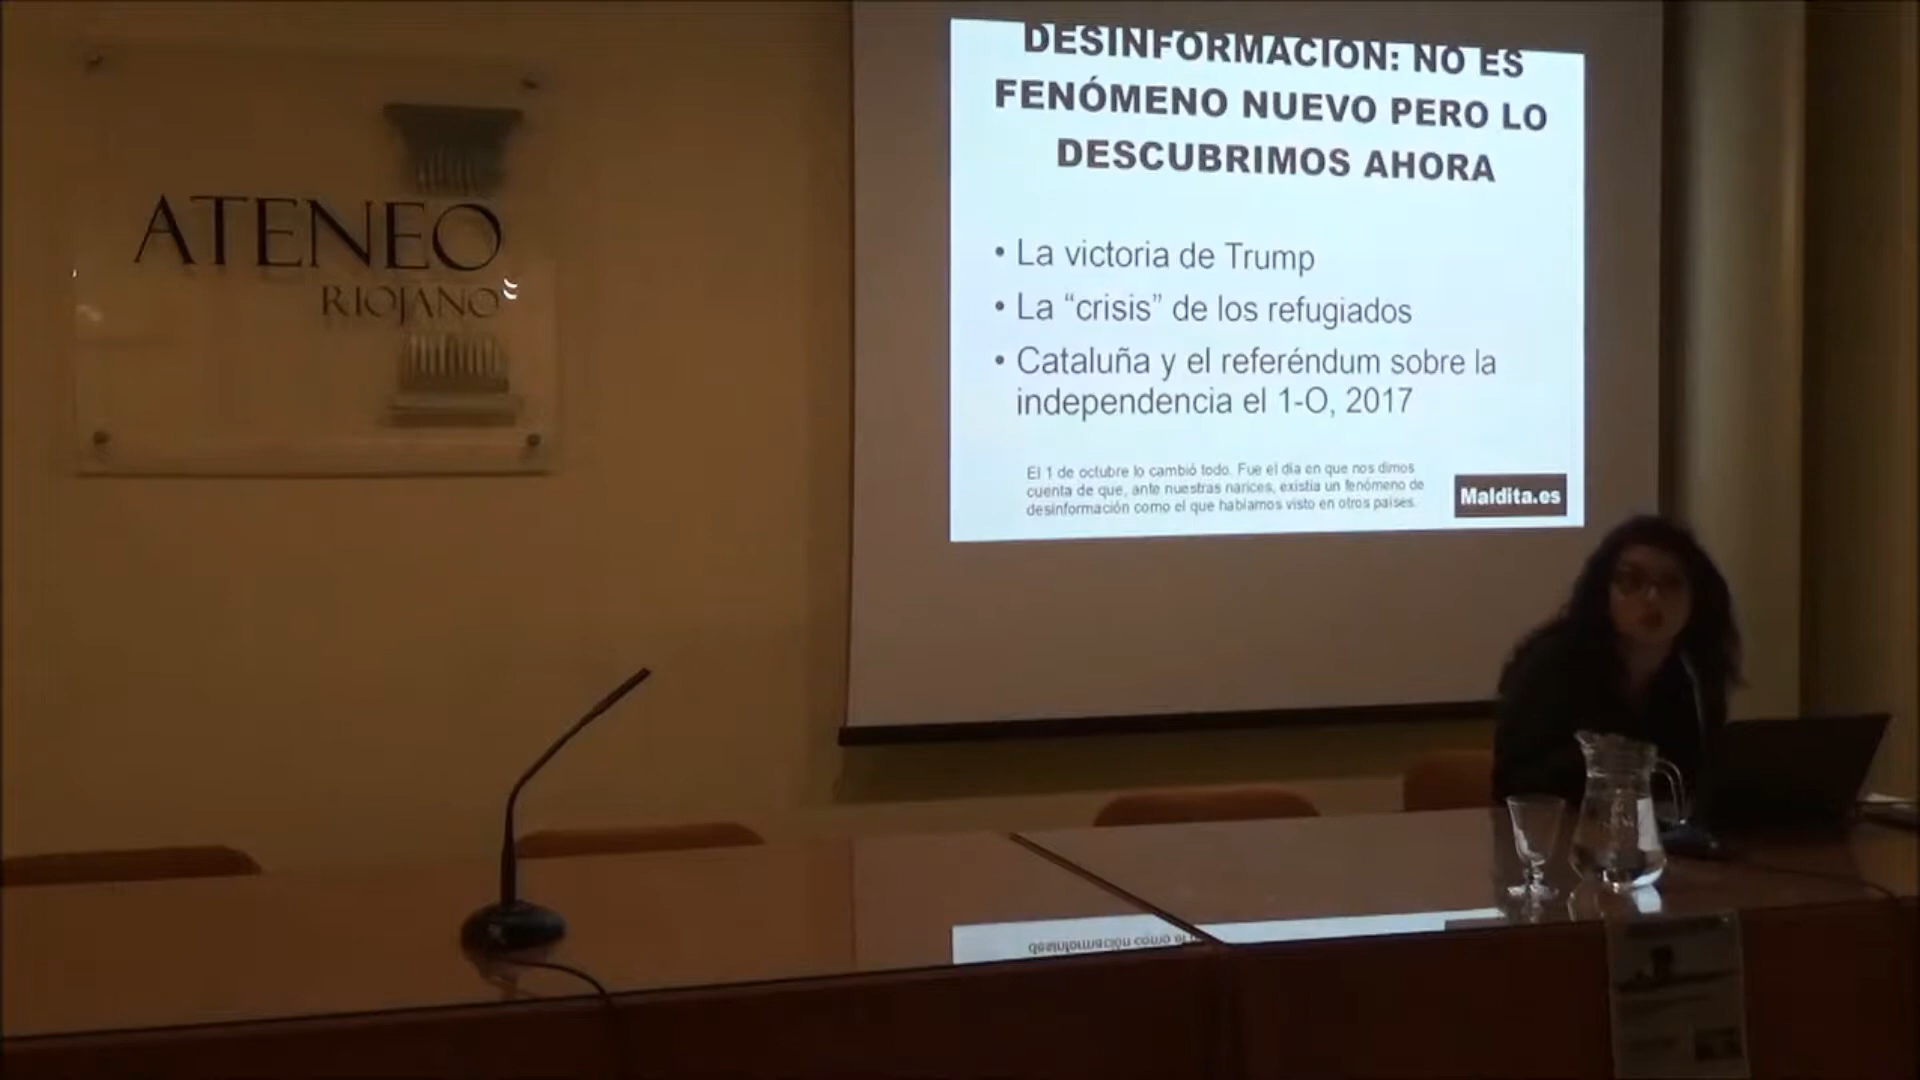 ATENEO
RIOJANO
DESINFORMACIÓN: NO ES
FENÓMENO NUEVO PERO LO
DESCUBRIMOS AHORA
• La victoria de Trump
• La “crisis” de los refugiados
• Cataluña y el referéndum sobre la
independencia el 1-O, 2017
El 1 de octubre lo cambió todo. Fue el día en que nos dimos
cuenta de que, ante nuestras narices, existía un fenómeno de
desinformación como el que habíamos visto en otros países.
Maldita.es
desinformación como el